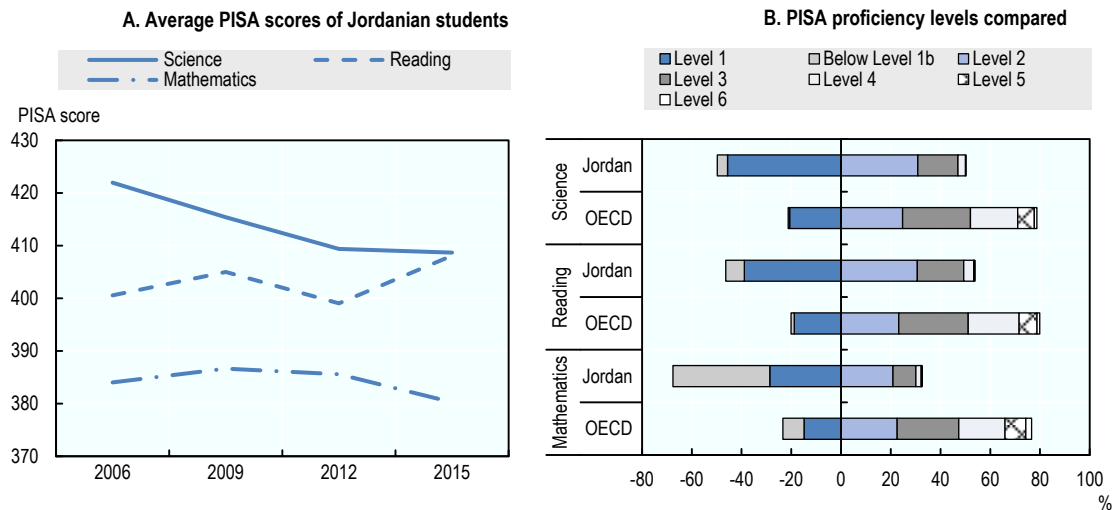 A. Average PISA scores of Jordanian students
Science
Reading
Mathematics
PISA score
430
420
410
400
390
380
370
2006
2009
2012
2015
B. PISA proficiency levels compared
Level 1
Below Level 1b
Level 2
Level 3
Level 4
Level 5
Level 6
Science
Jordan
OECD
Reading
Jordan
OECD
Mathematics
Jordan
OECD
-80
-60
-40
-20
0
20
40
60
80
100
%